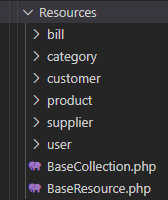 Resources
bill
category
customer
product
supplier
user
BaseCollection.php
BaseResource.php